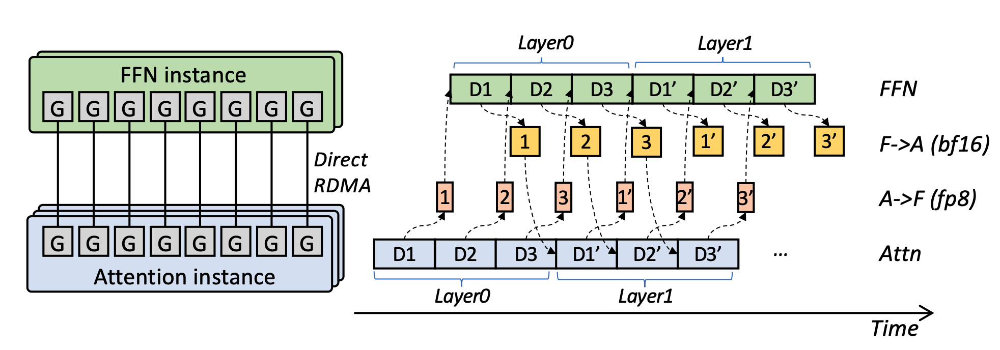 FFN instance
G G G G G G G G
Direct
RDMA
G G G G G G G G
Attention instance
Layer0 Layer1
D1 D2 D3 D1’ D2’ D3’ FFN
1 2 3 1’ 2’ 3’ F->A (bf16)
1 2 3 1’ 2’ 3’ A->F (fp8)
D1 D2 D3 D1’ D2’ D3’ ... Attn
Layer0 Layer1
Time